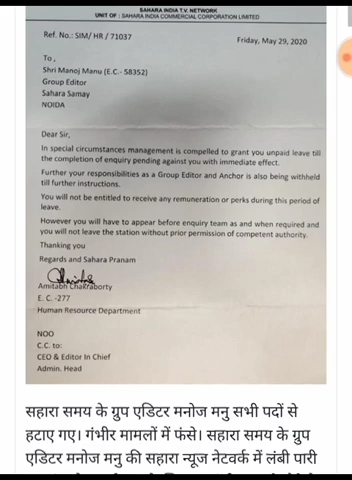 SAHARA INDIA T.V. NETWORK
UNIT OF : SAHARA INDIA COMMERCIAL CORPORATION LIMITED
Ref. No.: SIM/ HR / 71037
Friday, May 29, 2020
To ,
Shri Manoj Manu (E.C.- 58352)
Group Editor
Sahara Samay
NOIDA
Dear Sir,
In special circumstances management is compelled to grant you unpaid leave till
the completion of enquiry pending against you with immediate effect.
Further your responsibilities as a Group Editor and Anchor is also being withheld
till further instructions.
You will not be entitled to receive any remuneration or perks during this period of
leave.
However you will have to appear before enquiry team as and when required and
you will not leave the station without prior permission of competent authority.
Thanking you
Regards and Sahara Pranam
Amitabh Chakraborty
E. C. -277
Human Resource Department
NOO
C.C. to:
CEO & Editor In Chief
Admin. Head
सहारा समय के ग्रुप एडिटर मनोज मनु सभी पदों से
हटाए गए। गंभीर मामलों में फंसे। सहारा समय के ग्रुप
एडिटर मनोज मनु की सहारा न्यूज नेटवर्क में लंबी पारी